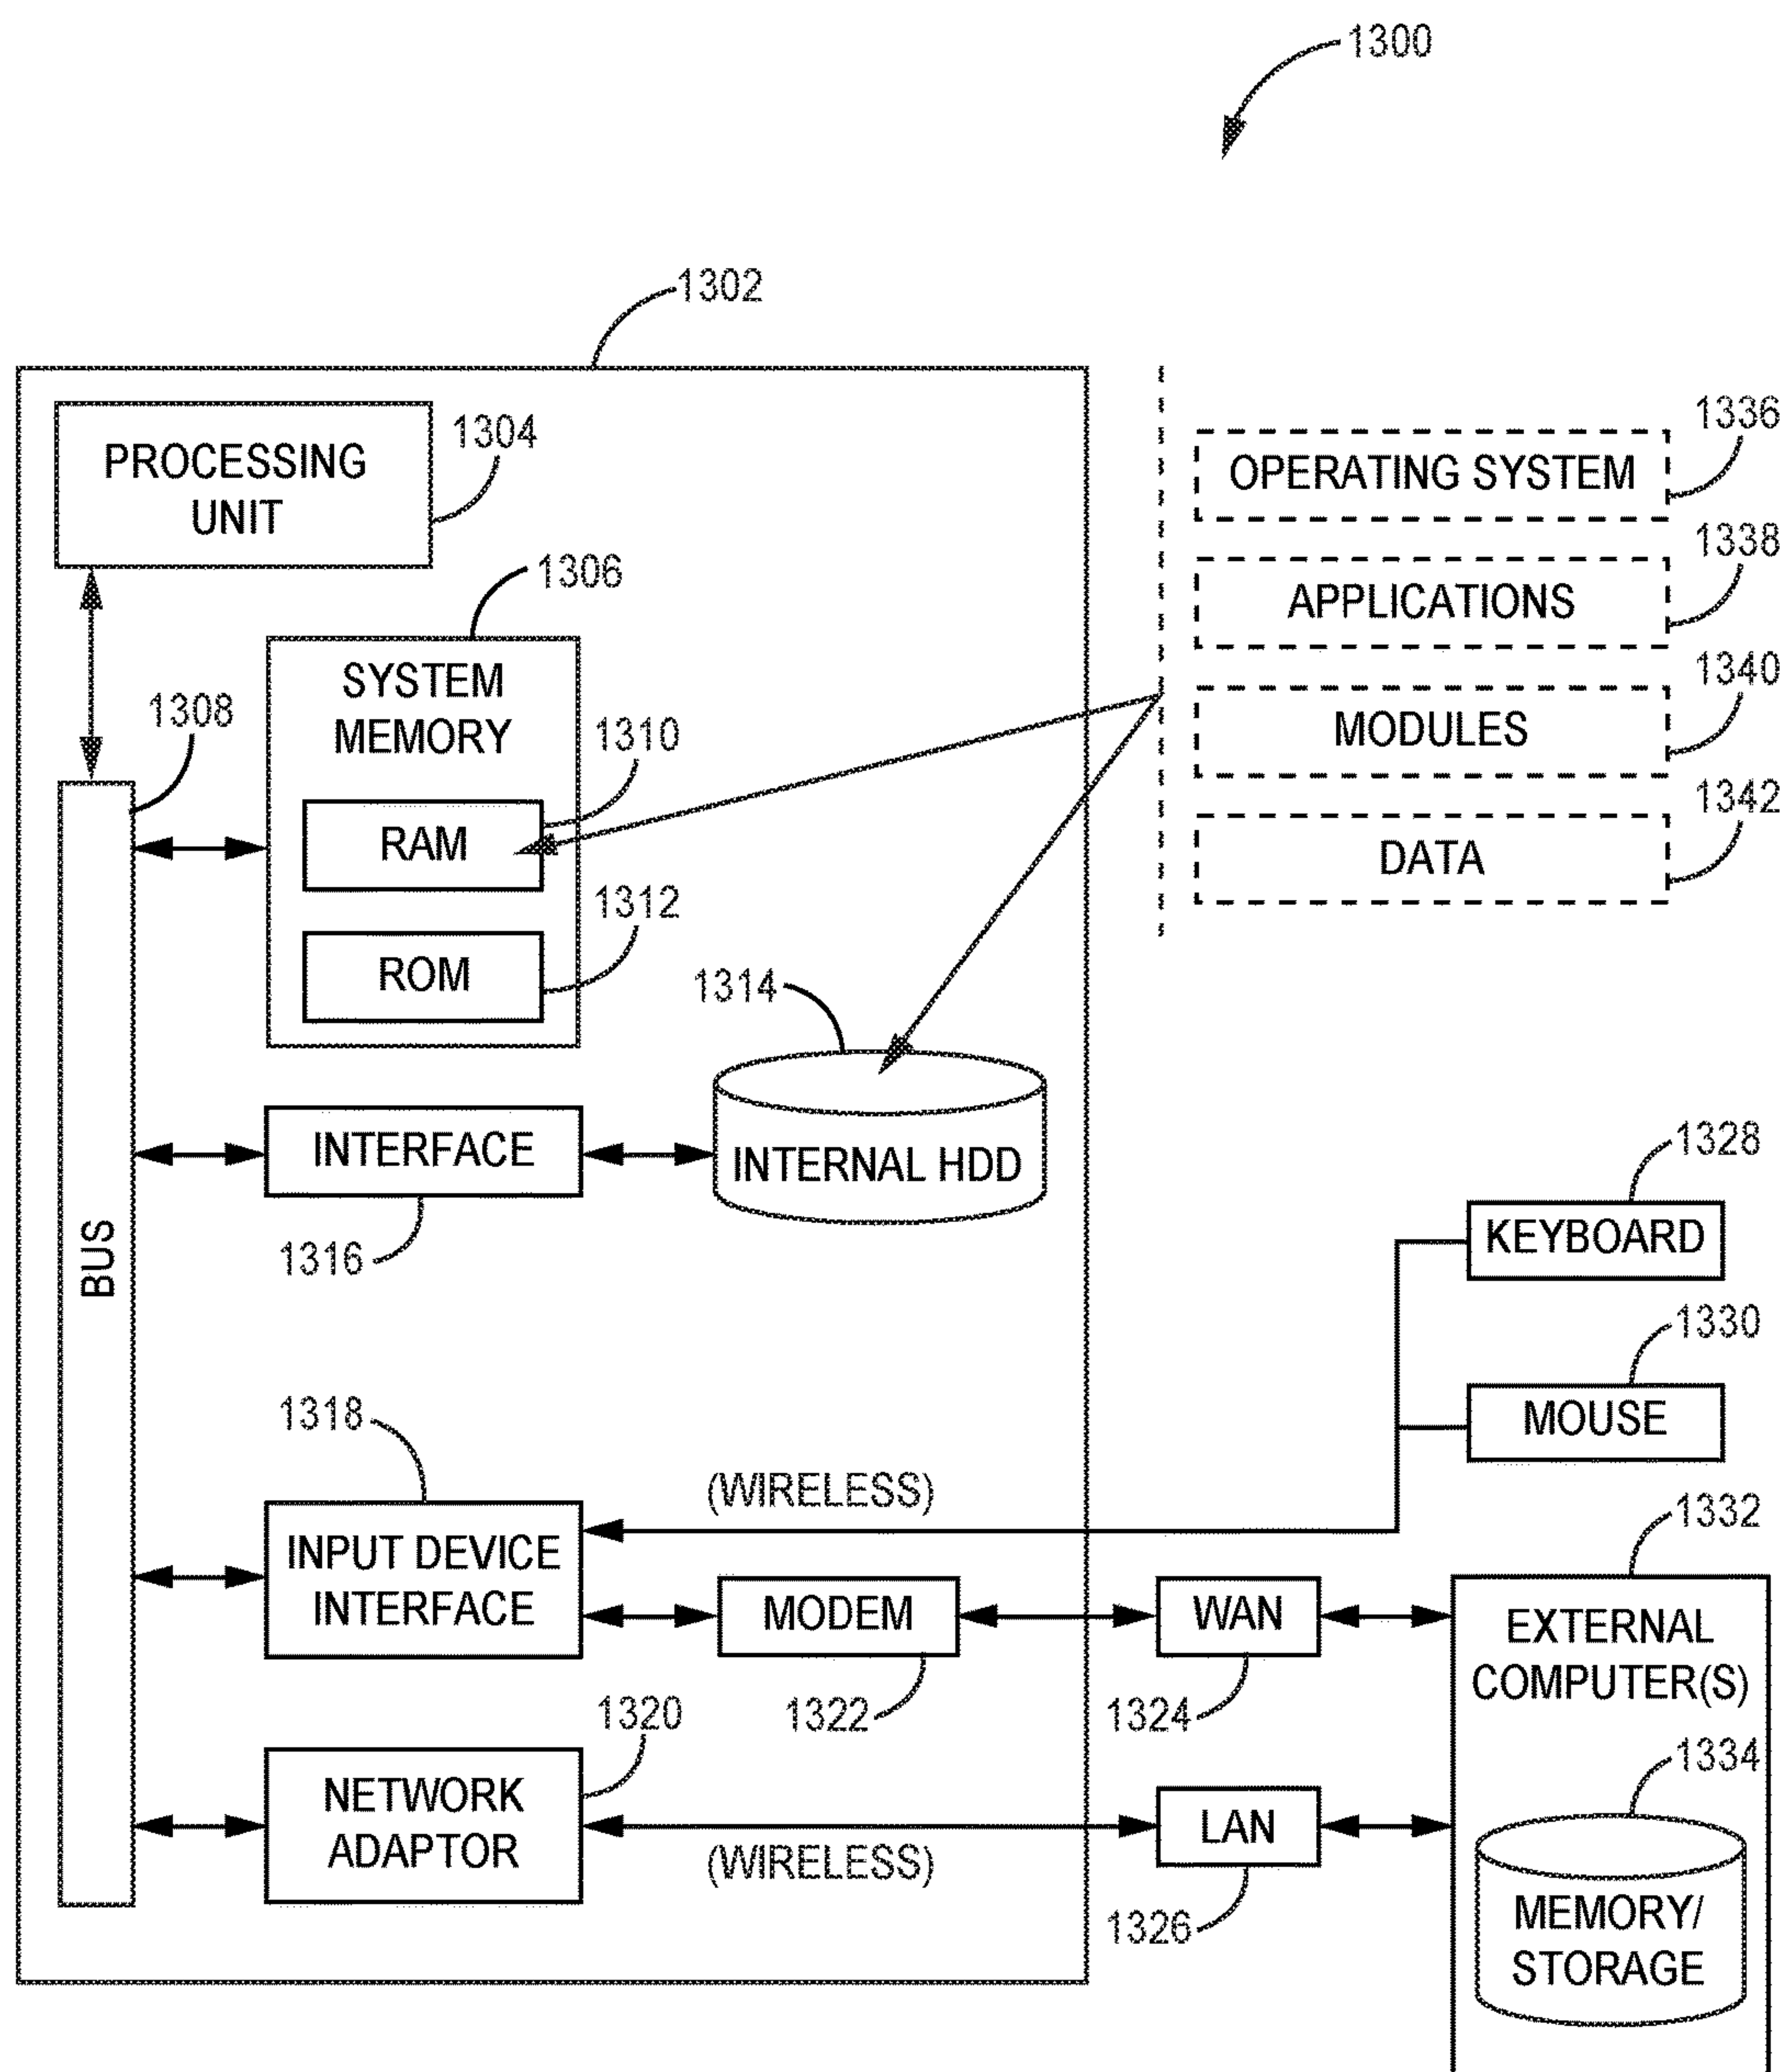 1300
1302
PROCESSING
UNIT
1304
1306
SYSTEM
MEMORY
1308
1310
RAM
1312
ROM
1314
INTERNAL HDD
INTERFACE
1316
BUS
1318
(WIRELESS)
INPUT DEVICE
INTERFACE
MODEM
1322
1320
NETWORK
ADAPTOR
(WIRELESS)
1336
OPERATING SYSTEM
1338
APPLICATIONS
1340
MODULES
1342
DATA
1328
KEYBOARD
1330
MOUSE
1332
WAN
1324
EXTERNAL
COMPUTER(S)
LAN
1326
1334
MEMORY/
STORAGE